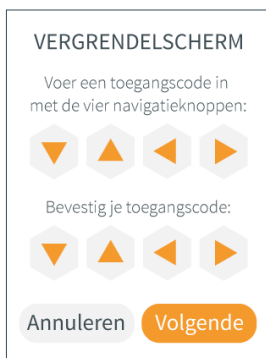 VERGRENDELSCHERM
Voer een toegangscode in
met de vier navigatieknoppen:
Bevestig je toegangscode:
Annuleren Volgende